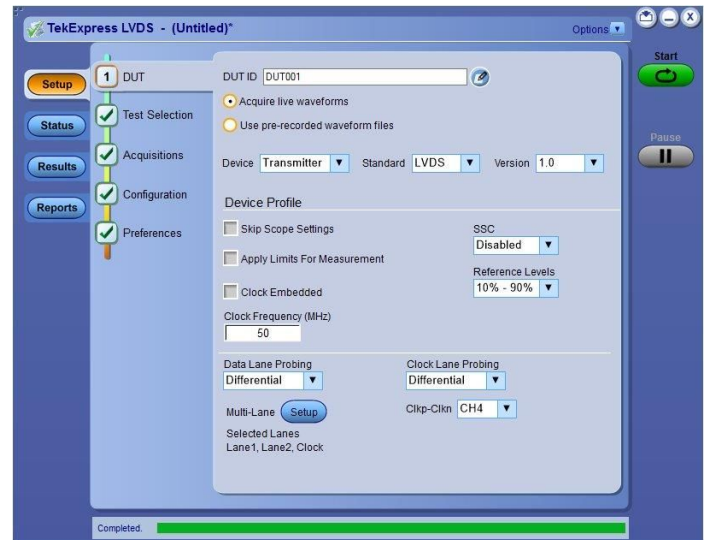 TekExpress LVDS - (Untitled)*
Options
Start
Setup
1 DUT
DUT ID DUT001
Acquire live waveforms
Status
Test Selection
Use pre-recorded waveform files
Pause
Results
Acquisitions
Device Transmitter Standard LVDS Version 1.0
Reports
Configuration
Device Profile
Preferences
Skip Scope Settings
SSC
Disabled
Apply Limits For Measurement
Reference Levels
10% - 90%
Clock Embedded
Clock Frequency (MHz)
50
Data Lane Probing
Differential
Clock Lane Probing
Differential
Multi-Lane Setup
Clkp-Clkn CH4
Selected Lanes
Lane1, Lane2, Clock
Completed.